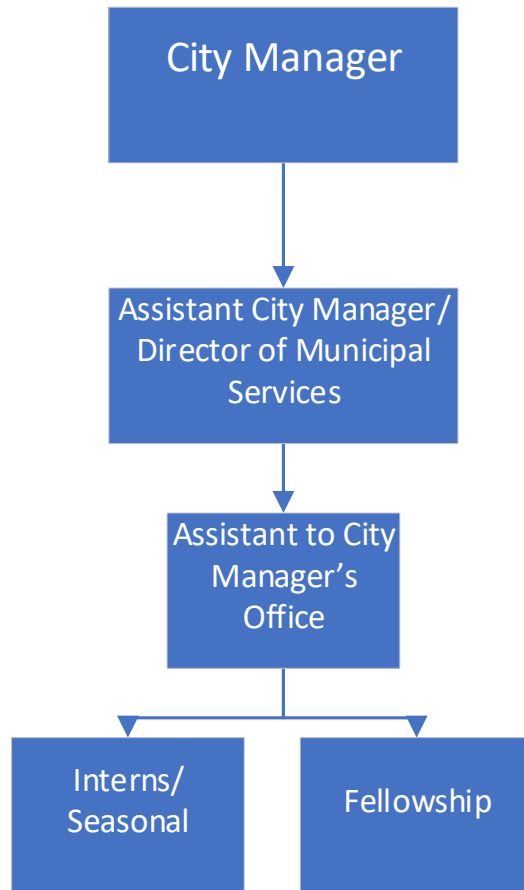 City Manager
Assistant City Manager/
Director of Municipal
Services
Assistant to City
Manager’s
Office
Interns/
Seasonal
Fellowship